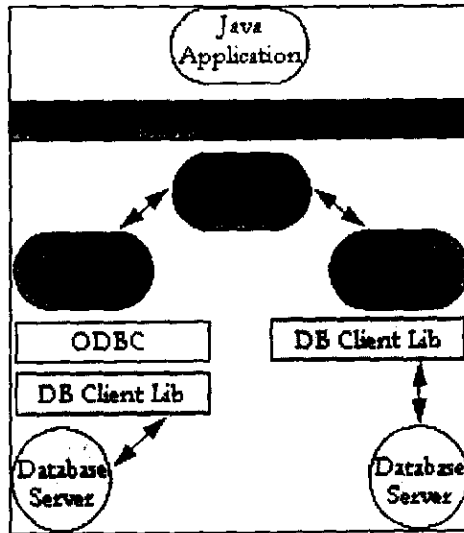 Java
Application
ODBC
DB Client Lib
DB Client Lib
Database
Server
Database
Server